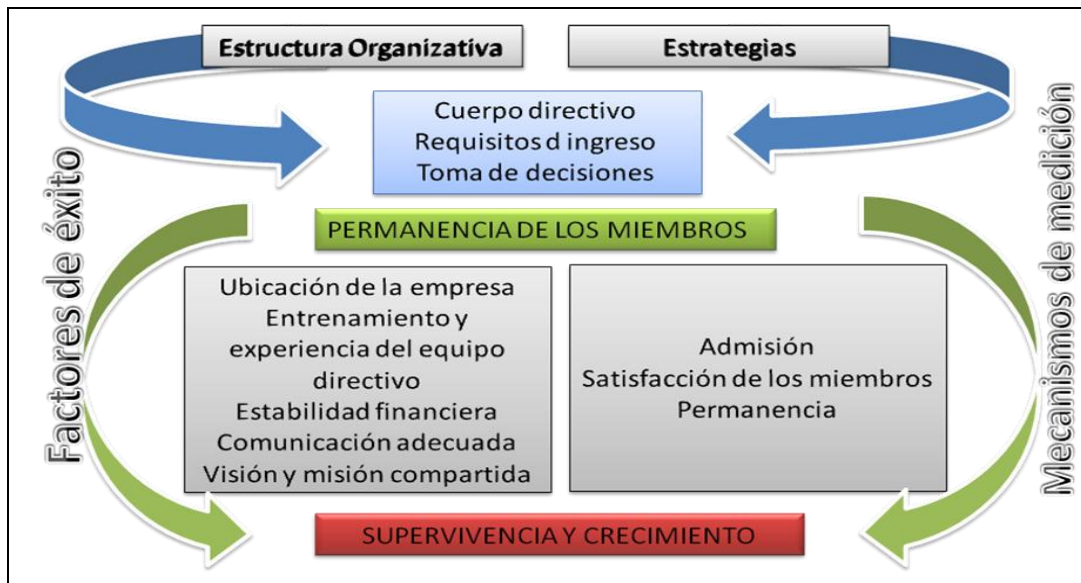 Estructura Organizativa
Estrategias
Cuerpo directivo
Requisitos d ingreso
Toma de decisiones
Factores de éxito
Mecanismos de medición
PERMANENCIA DE LOS MIEMBROS
Ubicación de la empresa
Entrenamiento y
experiencia del equipo
directivo
Estabilidad financiera
Comunicación adecuada
Visión y misión compartida
Admisión
Satisfacción de los miembros
Permanencia
SUPERVIVENCIA Y CRECIMIENTO